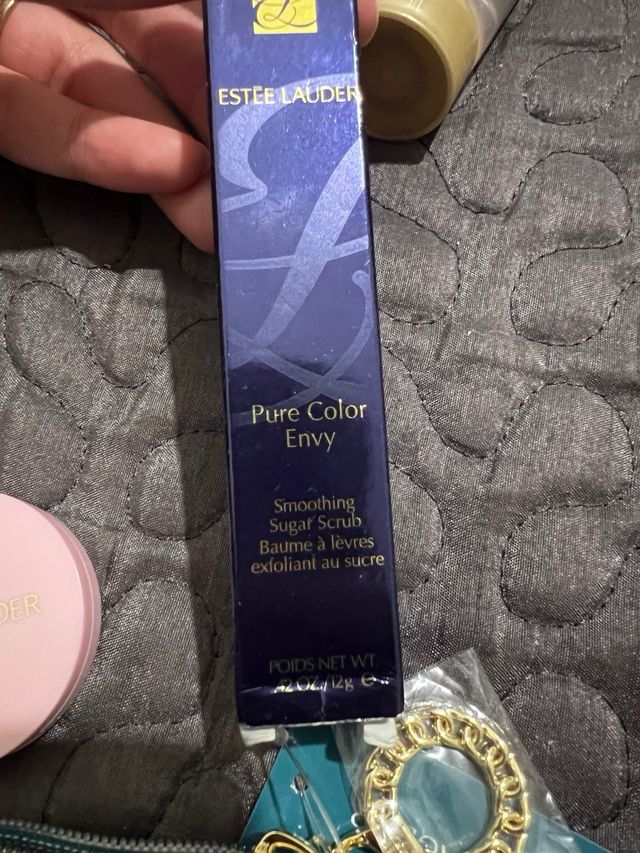 ESTĒE LAUDER
Pure Color
Envy
Smoothing
Sugar Scrub
Baume à lèvres
exfoliant au sucre
POIDS NET WT.
.42 OZ./12g e
DER